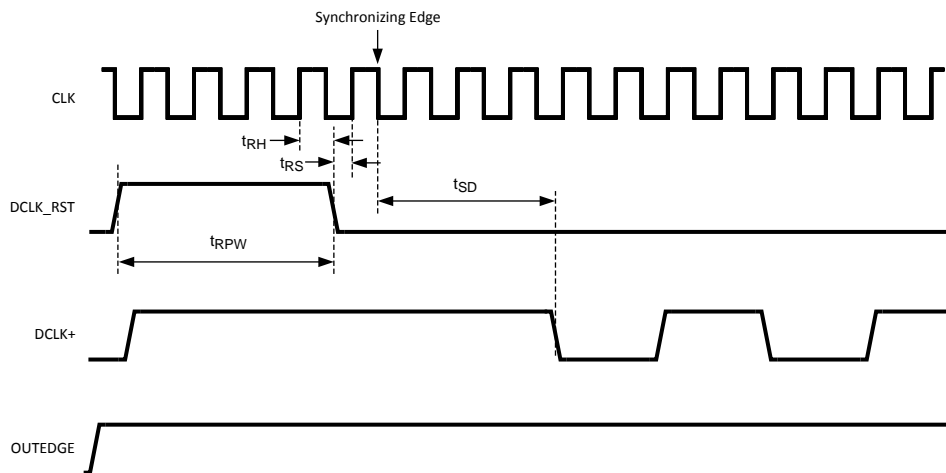 Synchronizing Edge
CLK
tRH
tRS
tSD
DCLK_RST
tRPW
DCLK+
OUTEDGE